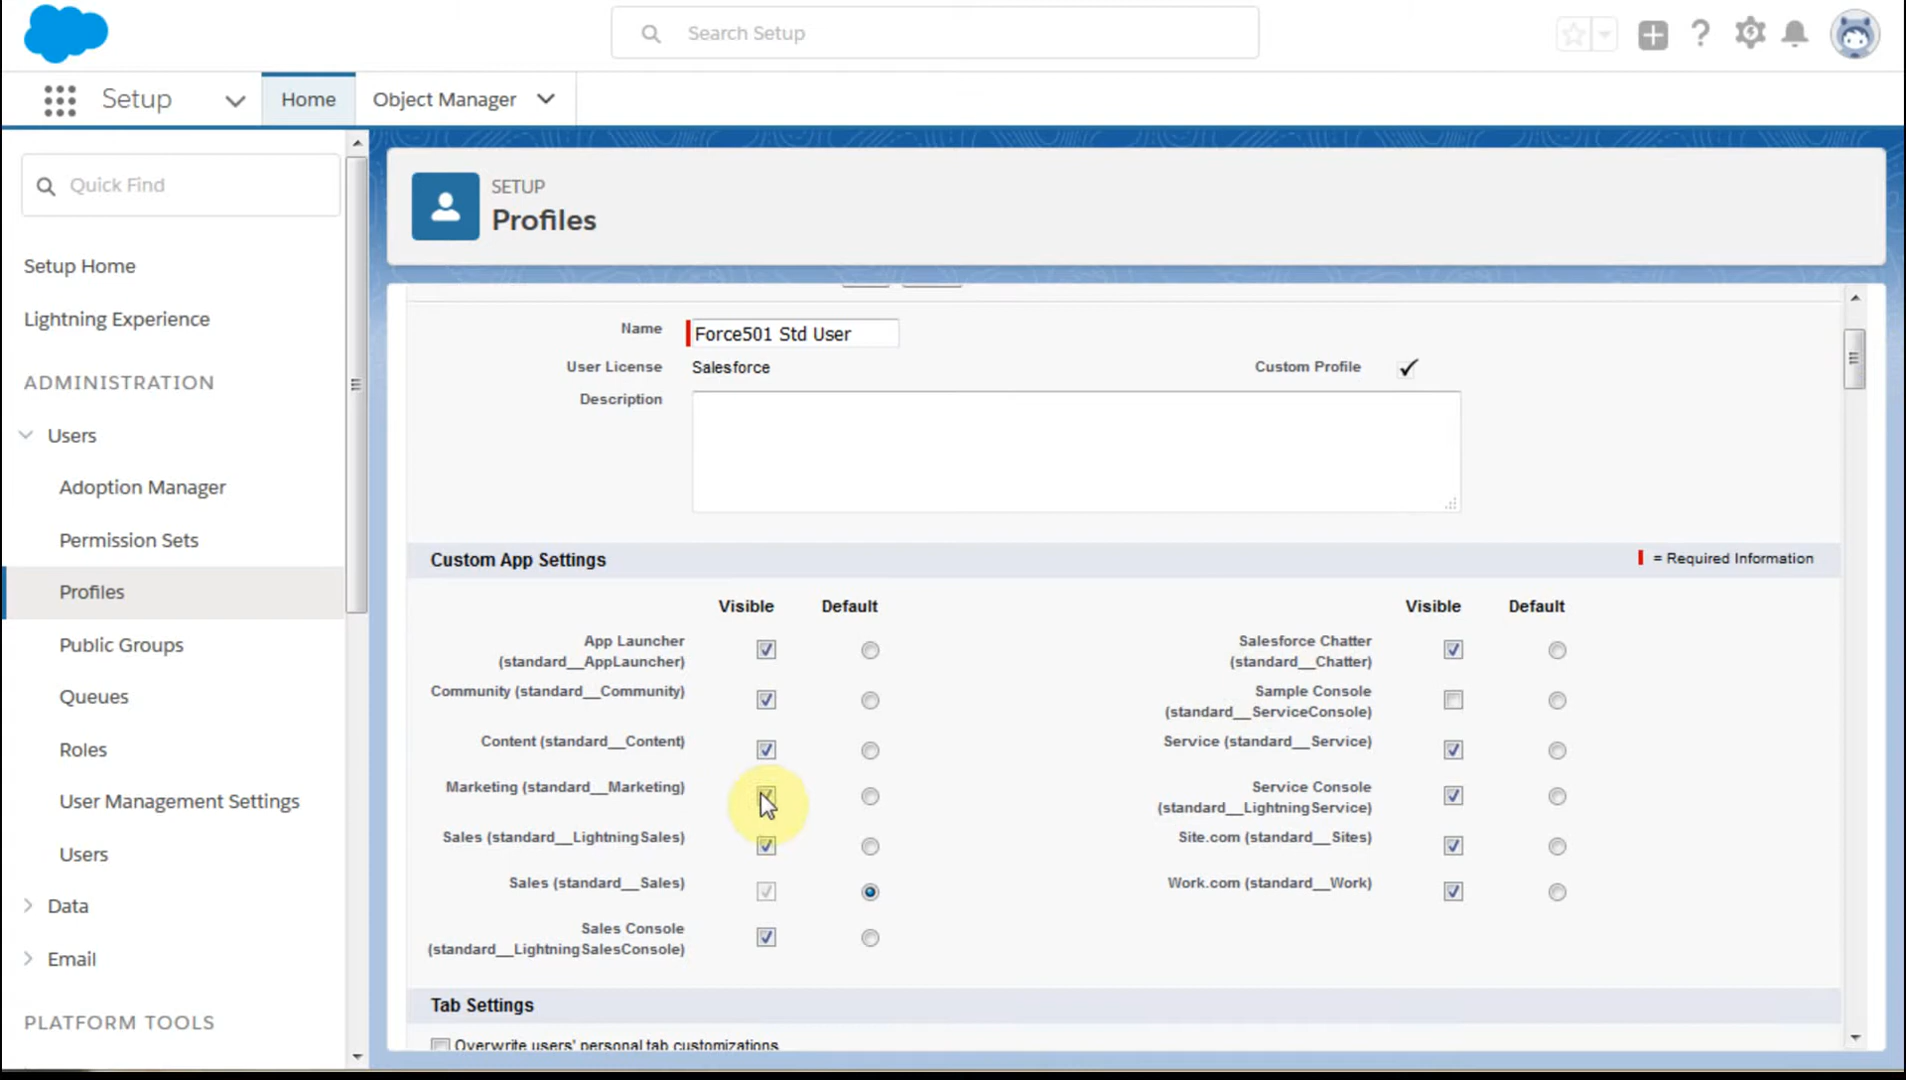 Search Setup
Setup
Home
Object Manager
Quick Find
Setup Home
Lightning Experience
ADMINISTRATION
Users
Adoption Manager
Permission Sets
Profiles
Public Groups
Queues
Roles
User Management Settings
Users
Data
Email
PLATFORM TOOLS
SETUP
Profiles
Name
Force501 Std User
User License
Salesforce
Custom Profile
Description
Custom App Settings
= Required Information
Visible
Default
Visible
Default
App Launcher
(standard__AppLauncher)
Salesforce Chatter
(standard__Chatter)
Community (standard__Community)
Sample Console
(standard__ServiceConsole)
Content (standard__Content)
Service (standard__Service)
Marketing (standard__Marketing)
Service Console
(standard__LightningService)
Sales (standard__LightningSales)
Site.com (standard__Sites)
Sales (standard__Sales)
Work.com (standard__Work)
Sales Console
(standard__LightningSalesConsole)
Tab Settings
Overwrite users' personal tab customizations